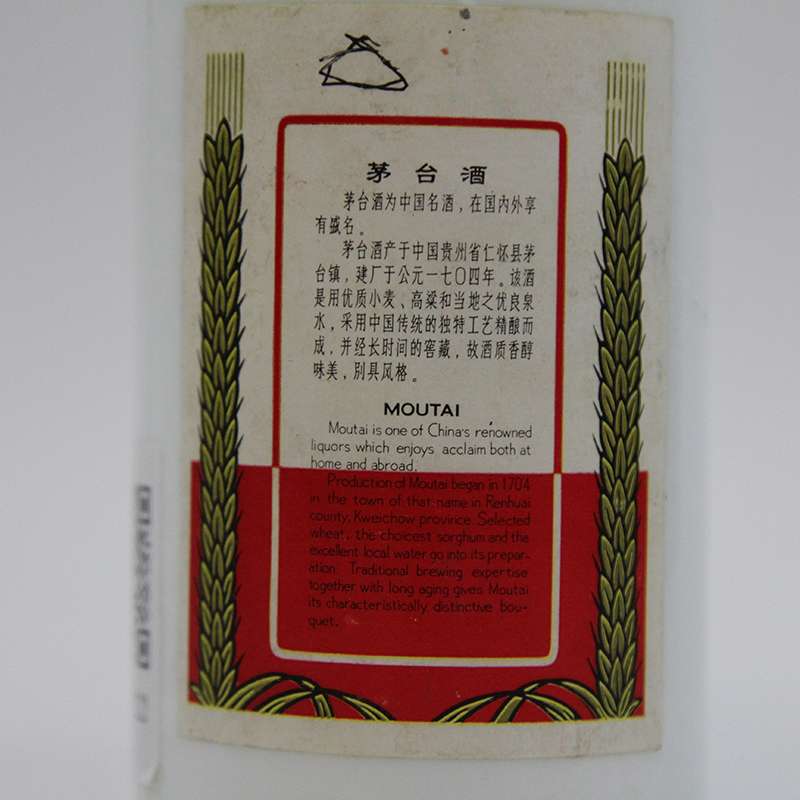 茅台酒
茅台酒为中国名酒，在国内外享
有盛名。
茅台酒产于中国贵州省仁怀县茅
台镇，建厂于公元一七〇四年。该酒
是用优质小麦、高粱和当地之优良泉
水，采用中国传统的独特工艺精酿而
成，并经长时间的窖藏，故酒质香醇
味美，别具风格。
MOUTAI
Moutai is one of China's renowned
liquors which enjoys acclaim both at
home and abroad.
Production of Moutai began in 1704
in the town of that name in Renhuai
county, Kweichow province. Selected
wheat, the choicest sorghum and the
excellent local water go into its prepar-
ation. Traditional brewing expertise
together with long aging gives Moutai
its characteristically distinctive bou-
quet.